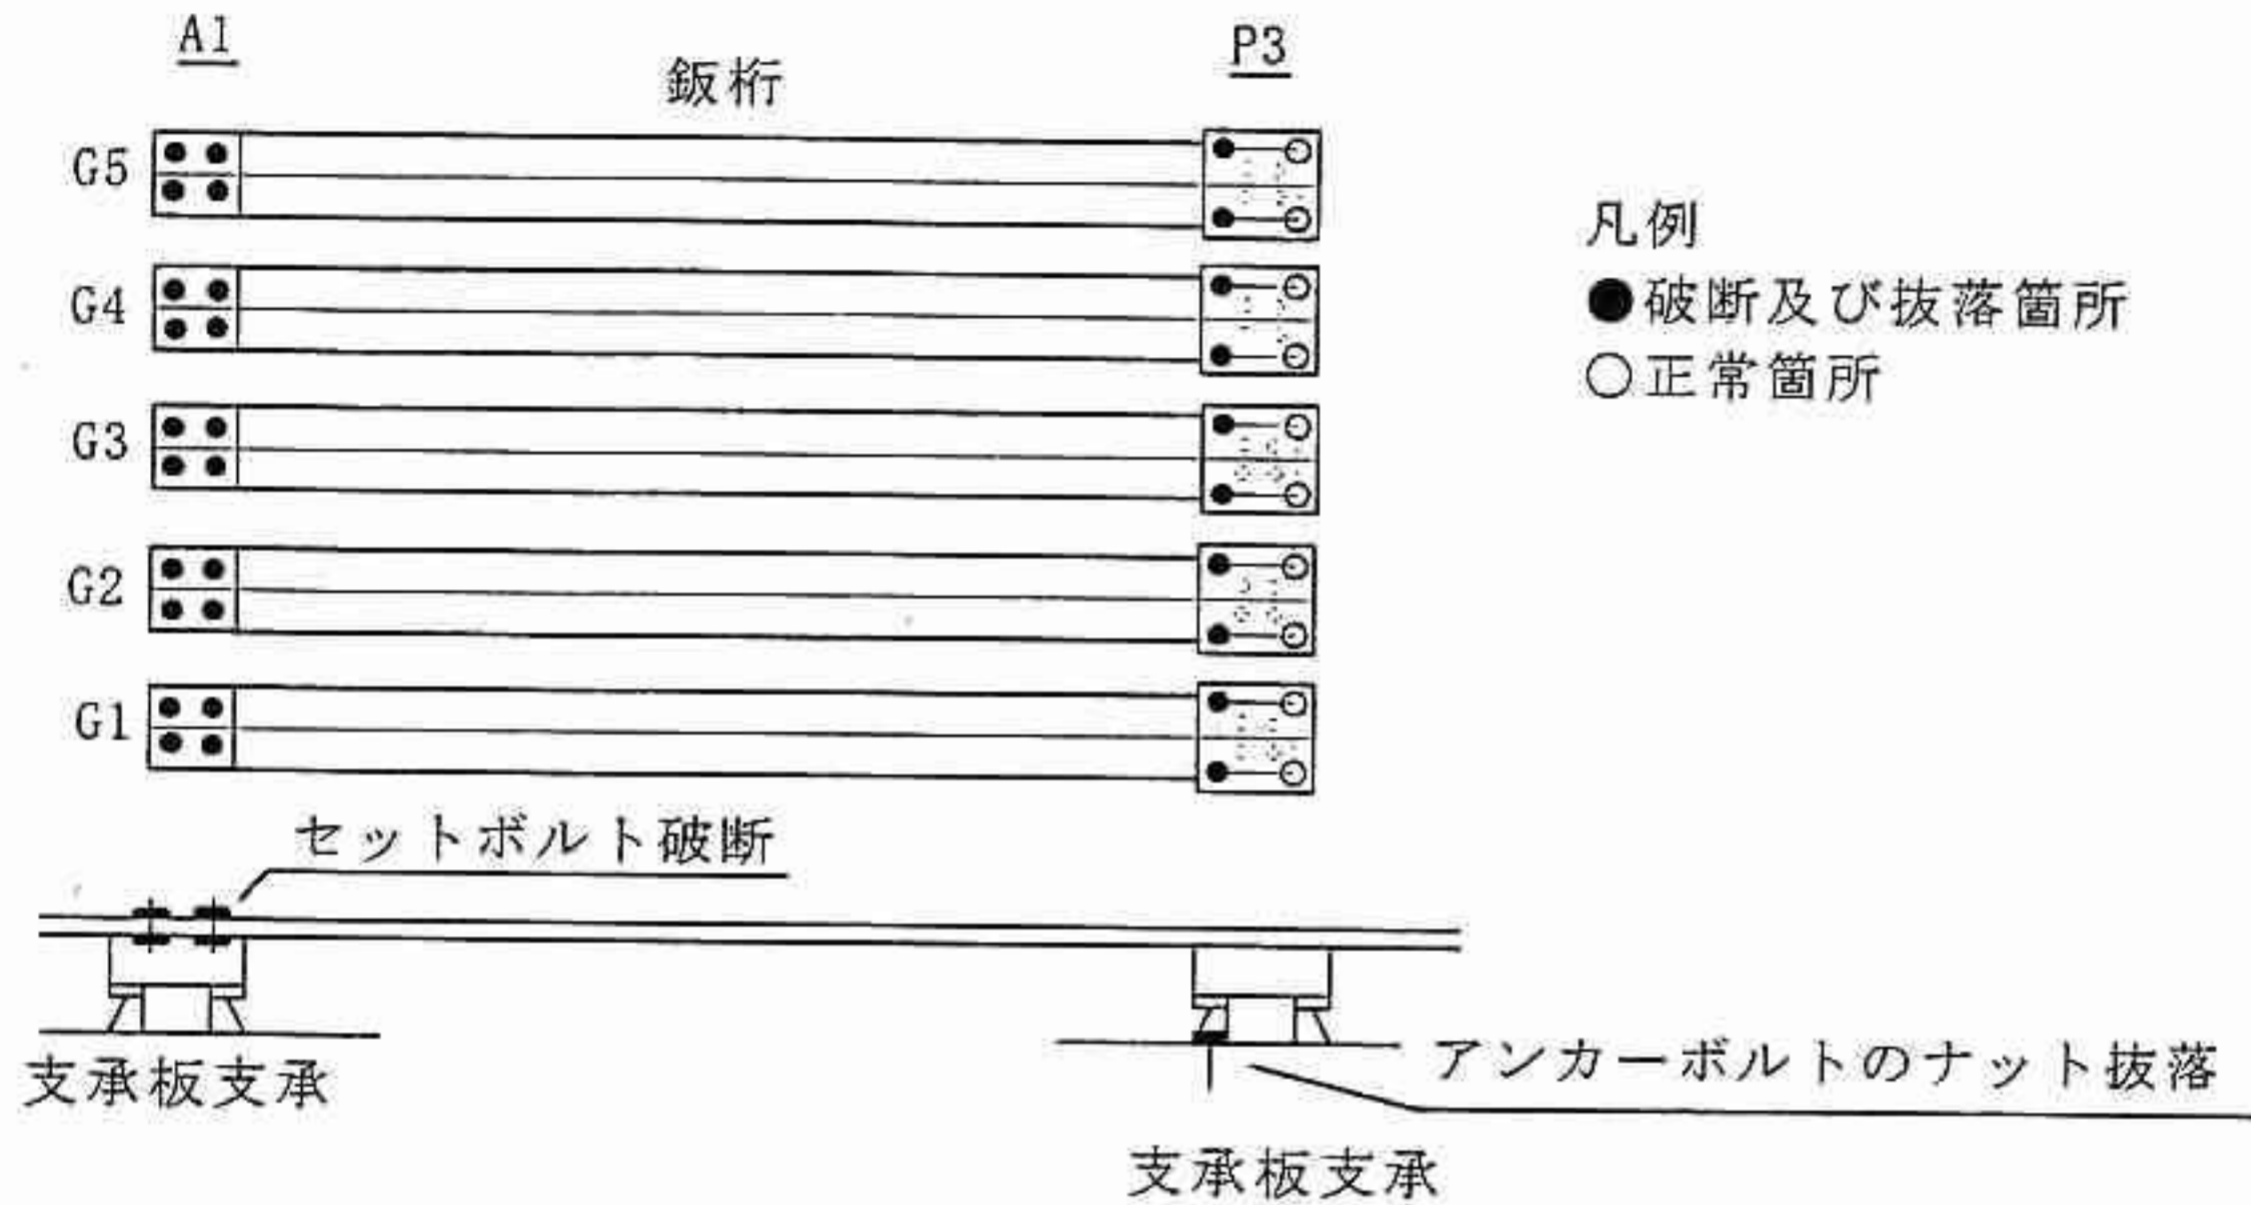 A1
P3
鈑桁
G5
G4
G3
G2
G1
凡例
●破断及び抜落箇所
○正常箇所
セットボルト破断
支承板支承
アンカーボルトのナット抜落
支承板支承